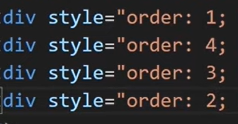 div style="order: 1;
div style="order: 4;
div style="order: 3;
div style="order: 2;